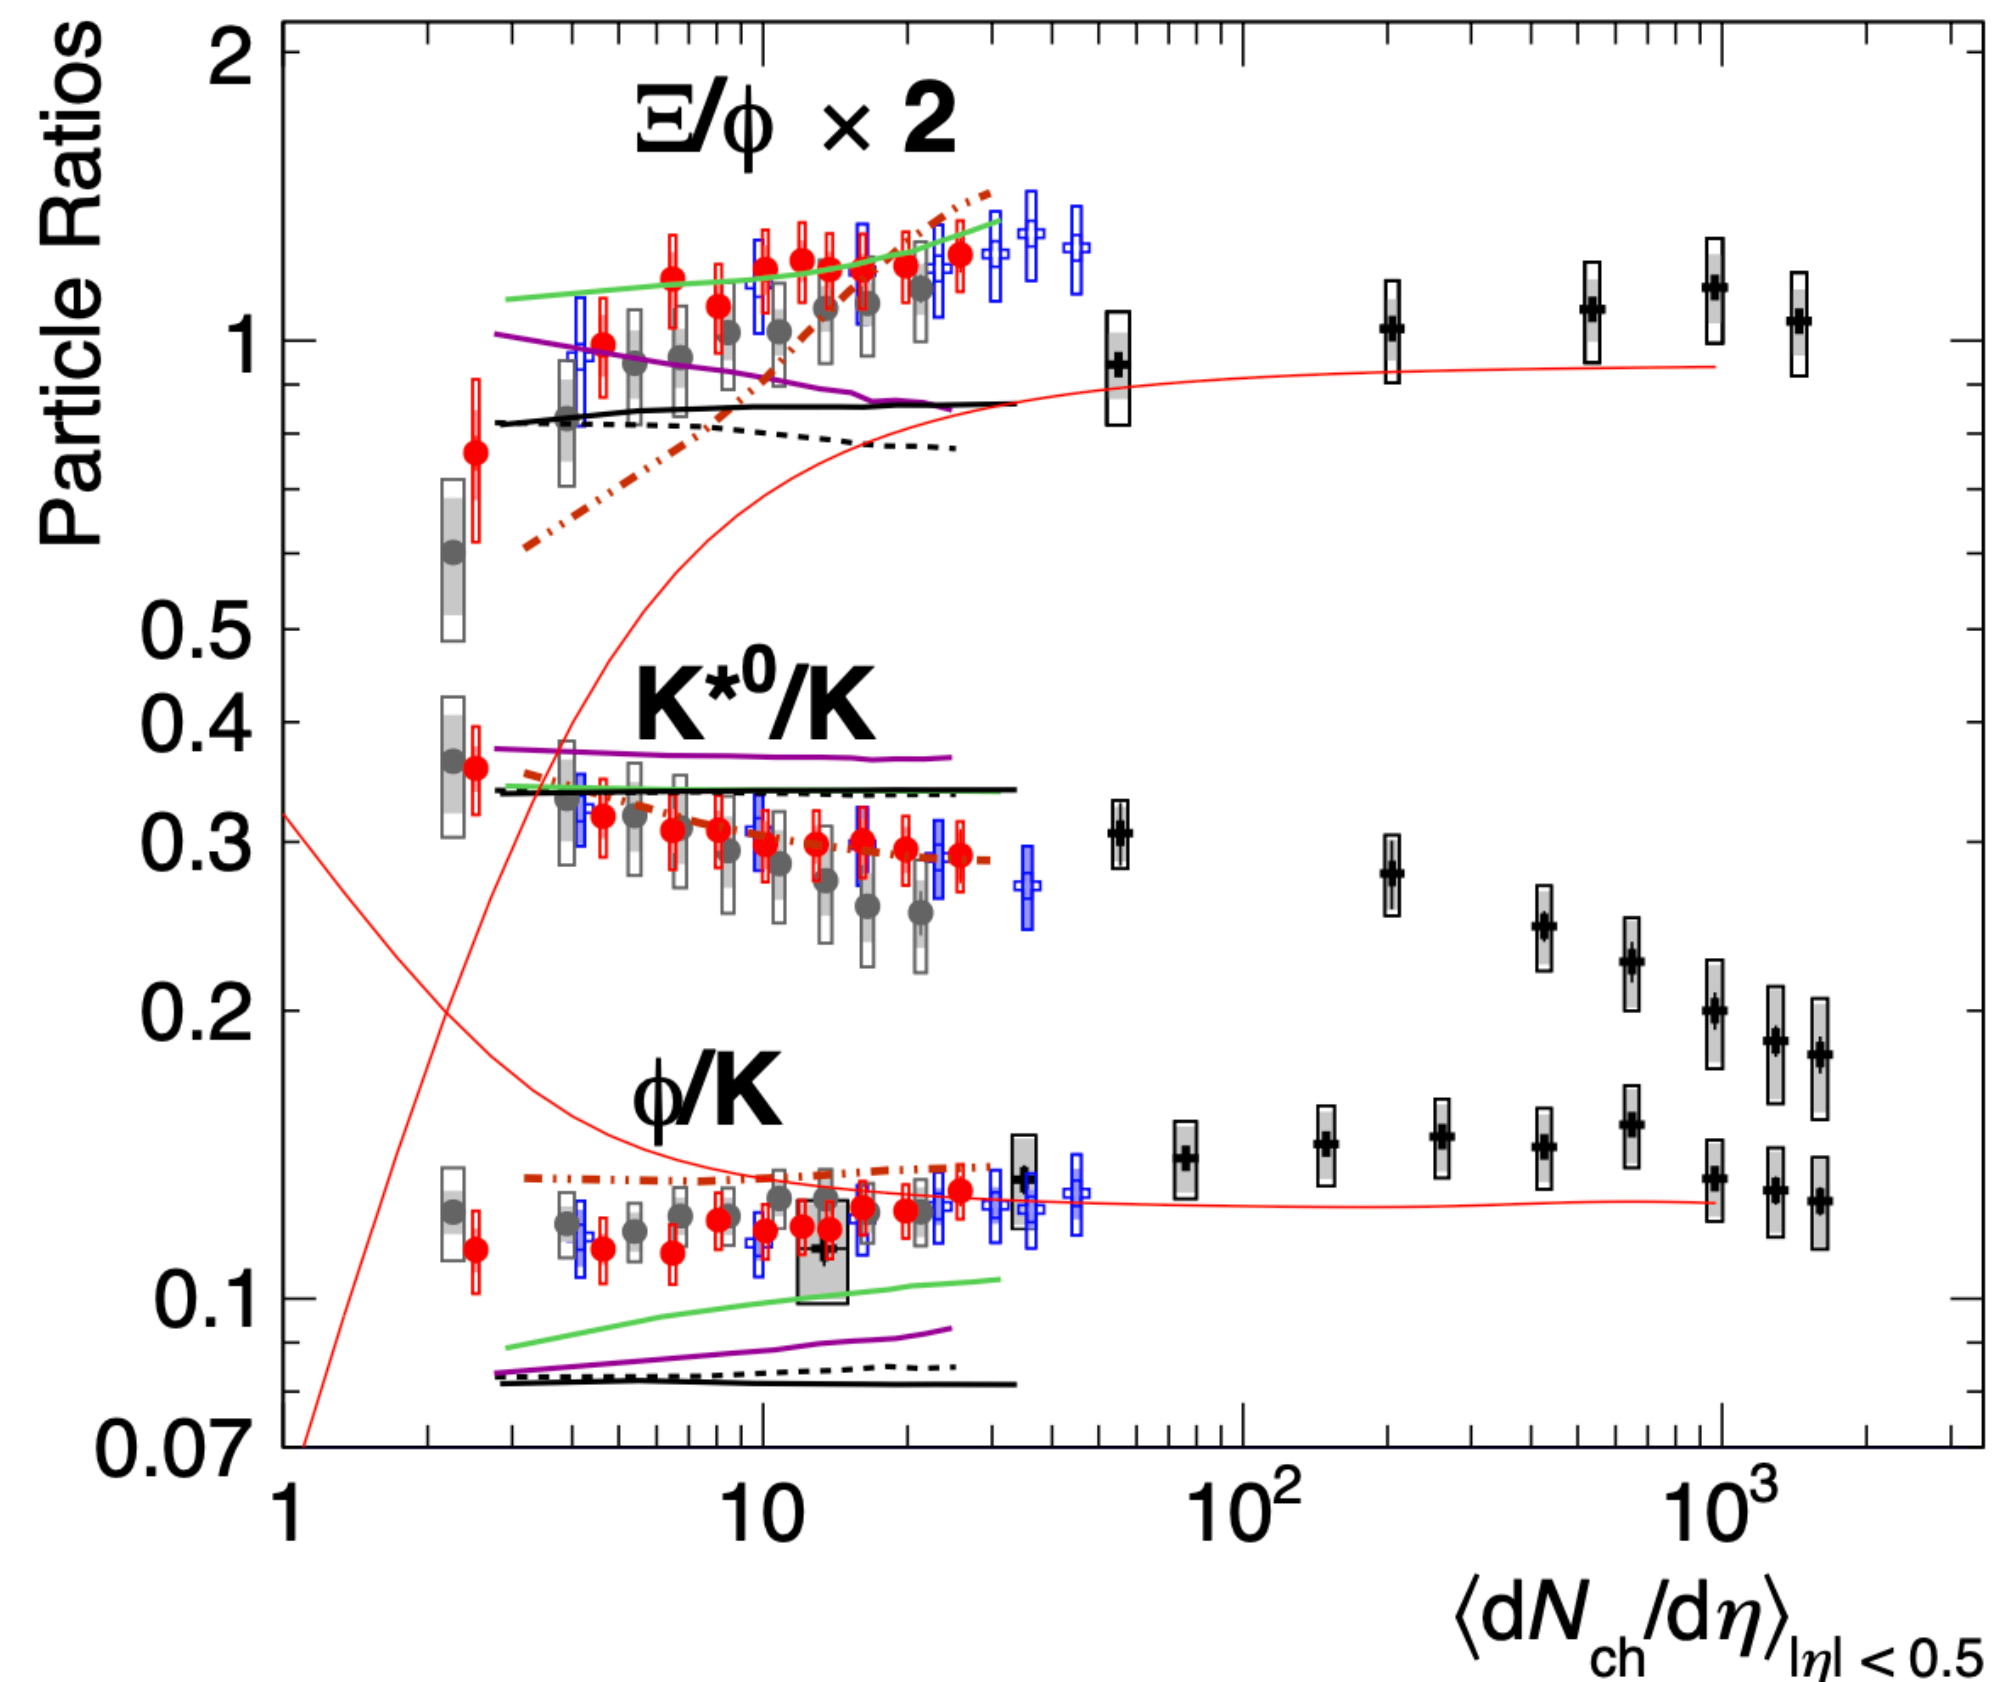 Particle Ratios
2
1
0.5
0.4
0.3
0.2
0.1
0.07
Ξ/ϕ × 2
K*⁰/K
ϕ/K
1
10
10²
10³
⟨dN_ch/dη⟩_|η| < 0.5